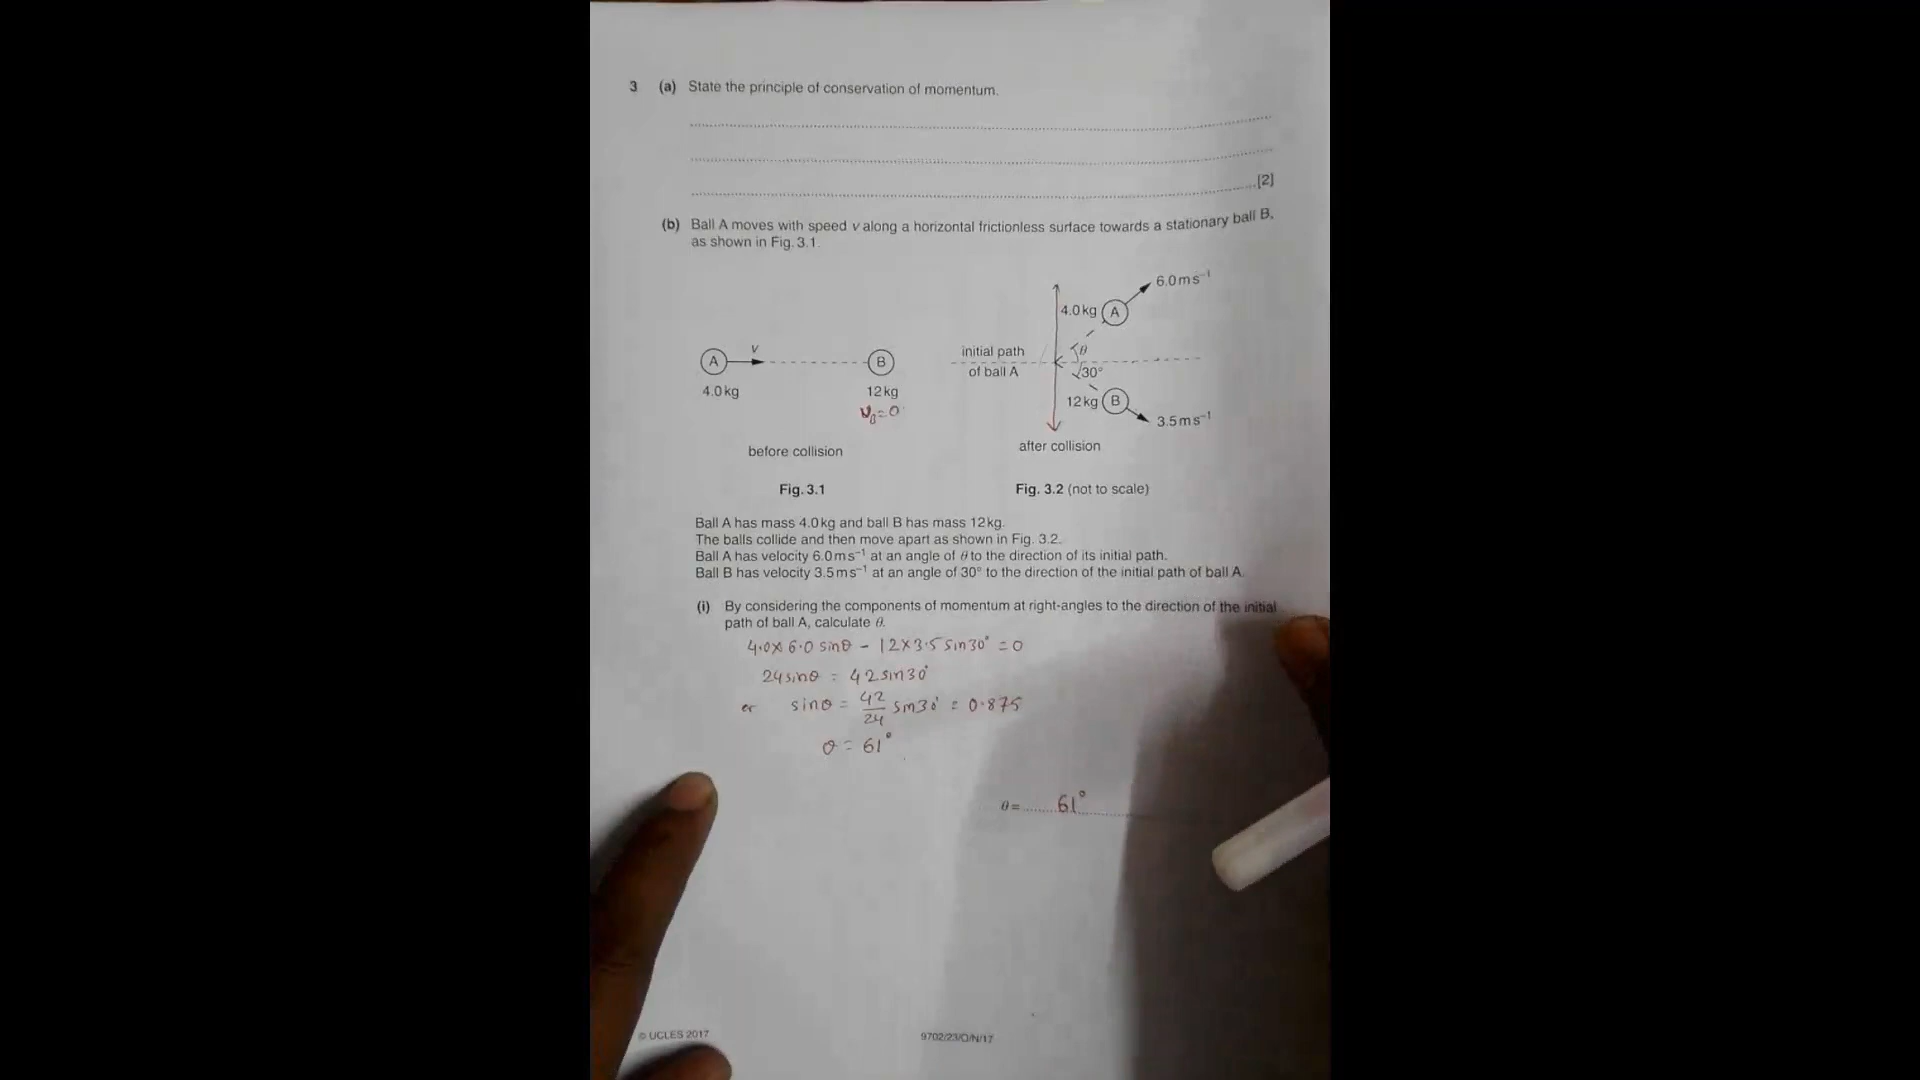 3 (a) State the principle of conservation of momentum.
[2]
(b) Ball A moves with speed v along a horizontal frictionless surface towards a stationary ball B,
as shown in Fig. 3.1.
6.0 m s⁻¹
4.0 kg A
v
A
B
initial path
of ball A
θ
30°
4.0 kg
12 kg
12 kg B
v_B = 0
3.5 m s⁻¹
before collision
after collision
Fig. 3.1
Fig. 3.2 (not to scale)
Ball A has mass 4.0 kg and ball B has mass 12 kg.
The balls collide and then move apart as shown in Fig. 3.2.
Ball A has velocity 6.0 m s⁻¹ at an angle of θ to the direction of its initial path.
Ball B has velocity 3.5 m s⁻¹ at an angle of 30° to the direction of the initial path of ball A.
(i) By considering the components of momentum at right-angles to the direction of the initial
path of ball A, calculate θ.
4.0 × 6.0 sinθ − 12 × 3.5 sin30° = 0
24 sinθ = 42 sin30°
or sinθ = 42/24 sin30° = 0.875
θ = 61°
θ = 61°
© UCLES 2017
9702/23/O/N/17